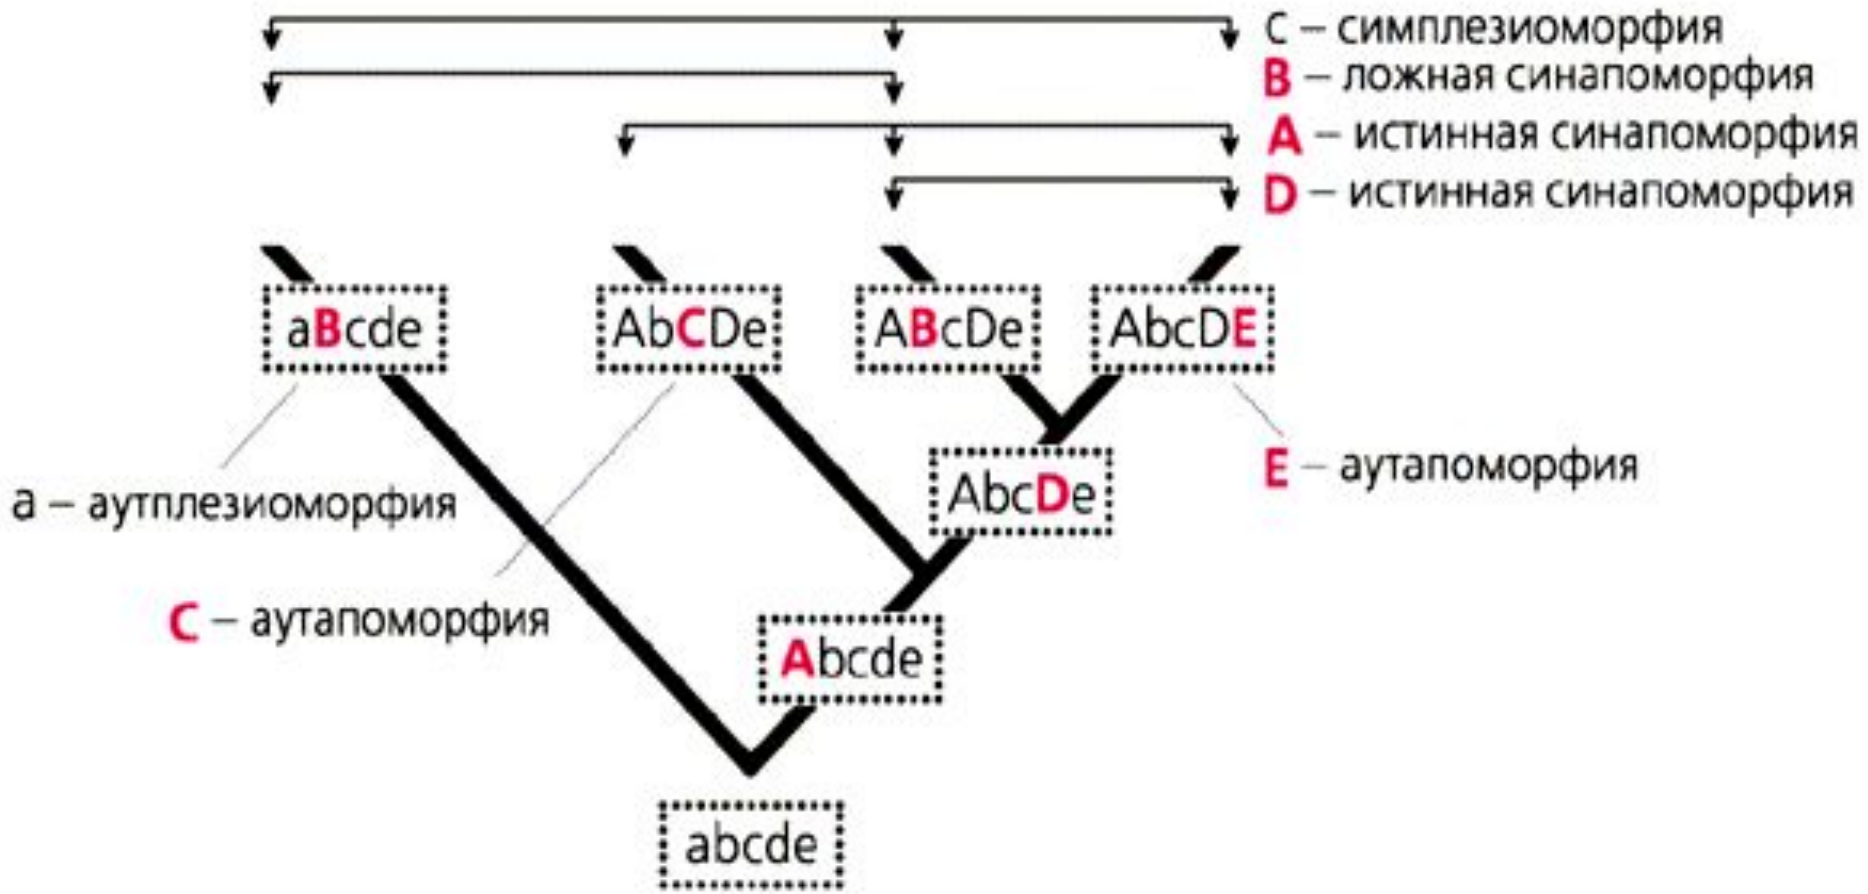 c – симплезиоморфия
B – ложная синапоморфия
A – истинная синапоморфия
D – истинная синапоморфия
aBcde
AbCDe
ABcDe
AbcDE
AbcDe
E – аутапоморфия
a – аутплезиоморфия
C – аутапоморфия
Abcde
abcde